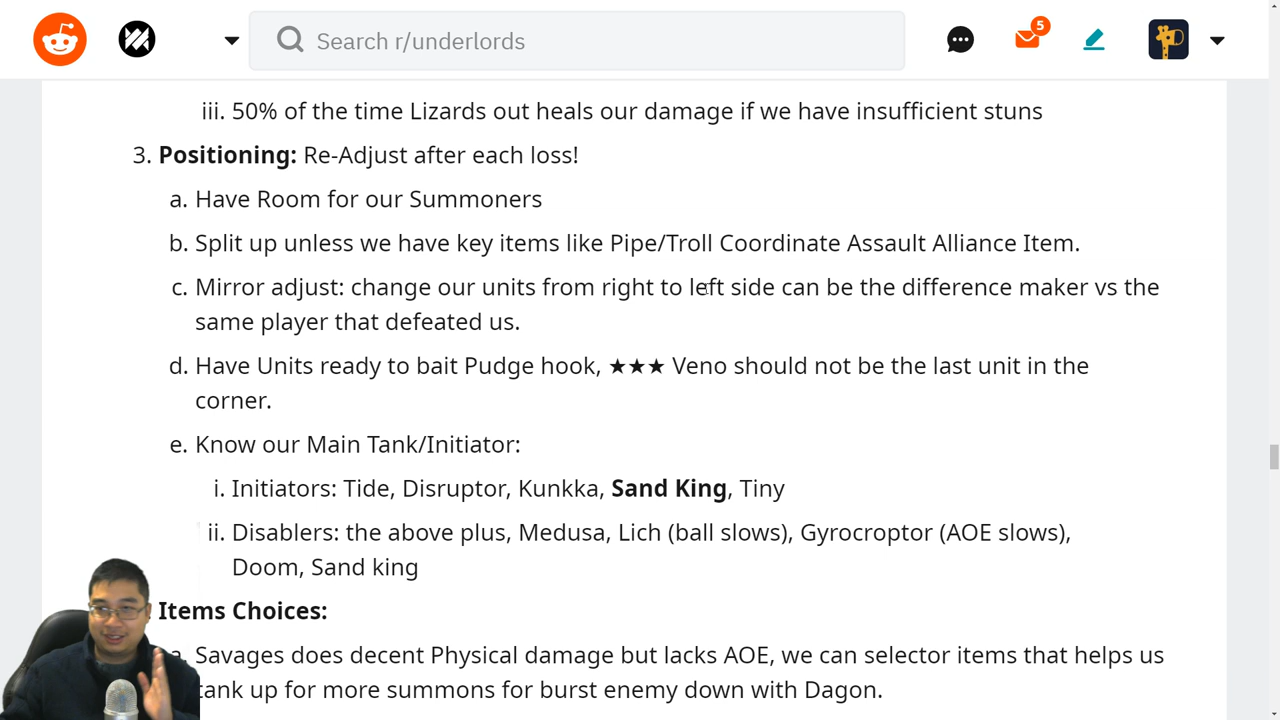 Search r/underlords
5
iii. 50% of the time Lizards out heals our damage if we have insufficient stuns
3. Positioning: Re-Adjust after each loss!
a. Have Room for our Summoners
b. Split up unless we have key items like Pipe/Troll Coordinate Assault Alliance Item.
c. Mirror adjust: change our units from right to left side can be the difference maker vs the
same player that defeated us.
d. Have Units ready to bait Pudge hook, ★★★ Veno should not be the last unit in the
corner.
e. Know our Main Tank/Initiator:
i. Initiators: Tide, Disruptor, Kunkka, Sand King, Tiny
ii. Disablers: the above plus, Medusa, Lich (ball slows), Gyrocroptor (AOE slows),
Doom, Sand king
Items Choices:
a. Savages does decent Physical damage but lacks AOE, we can selector items that helps us
tank up for more summons for burst enemy down with Dagon.